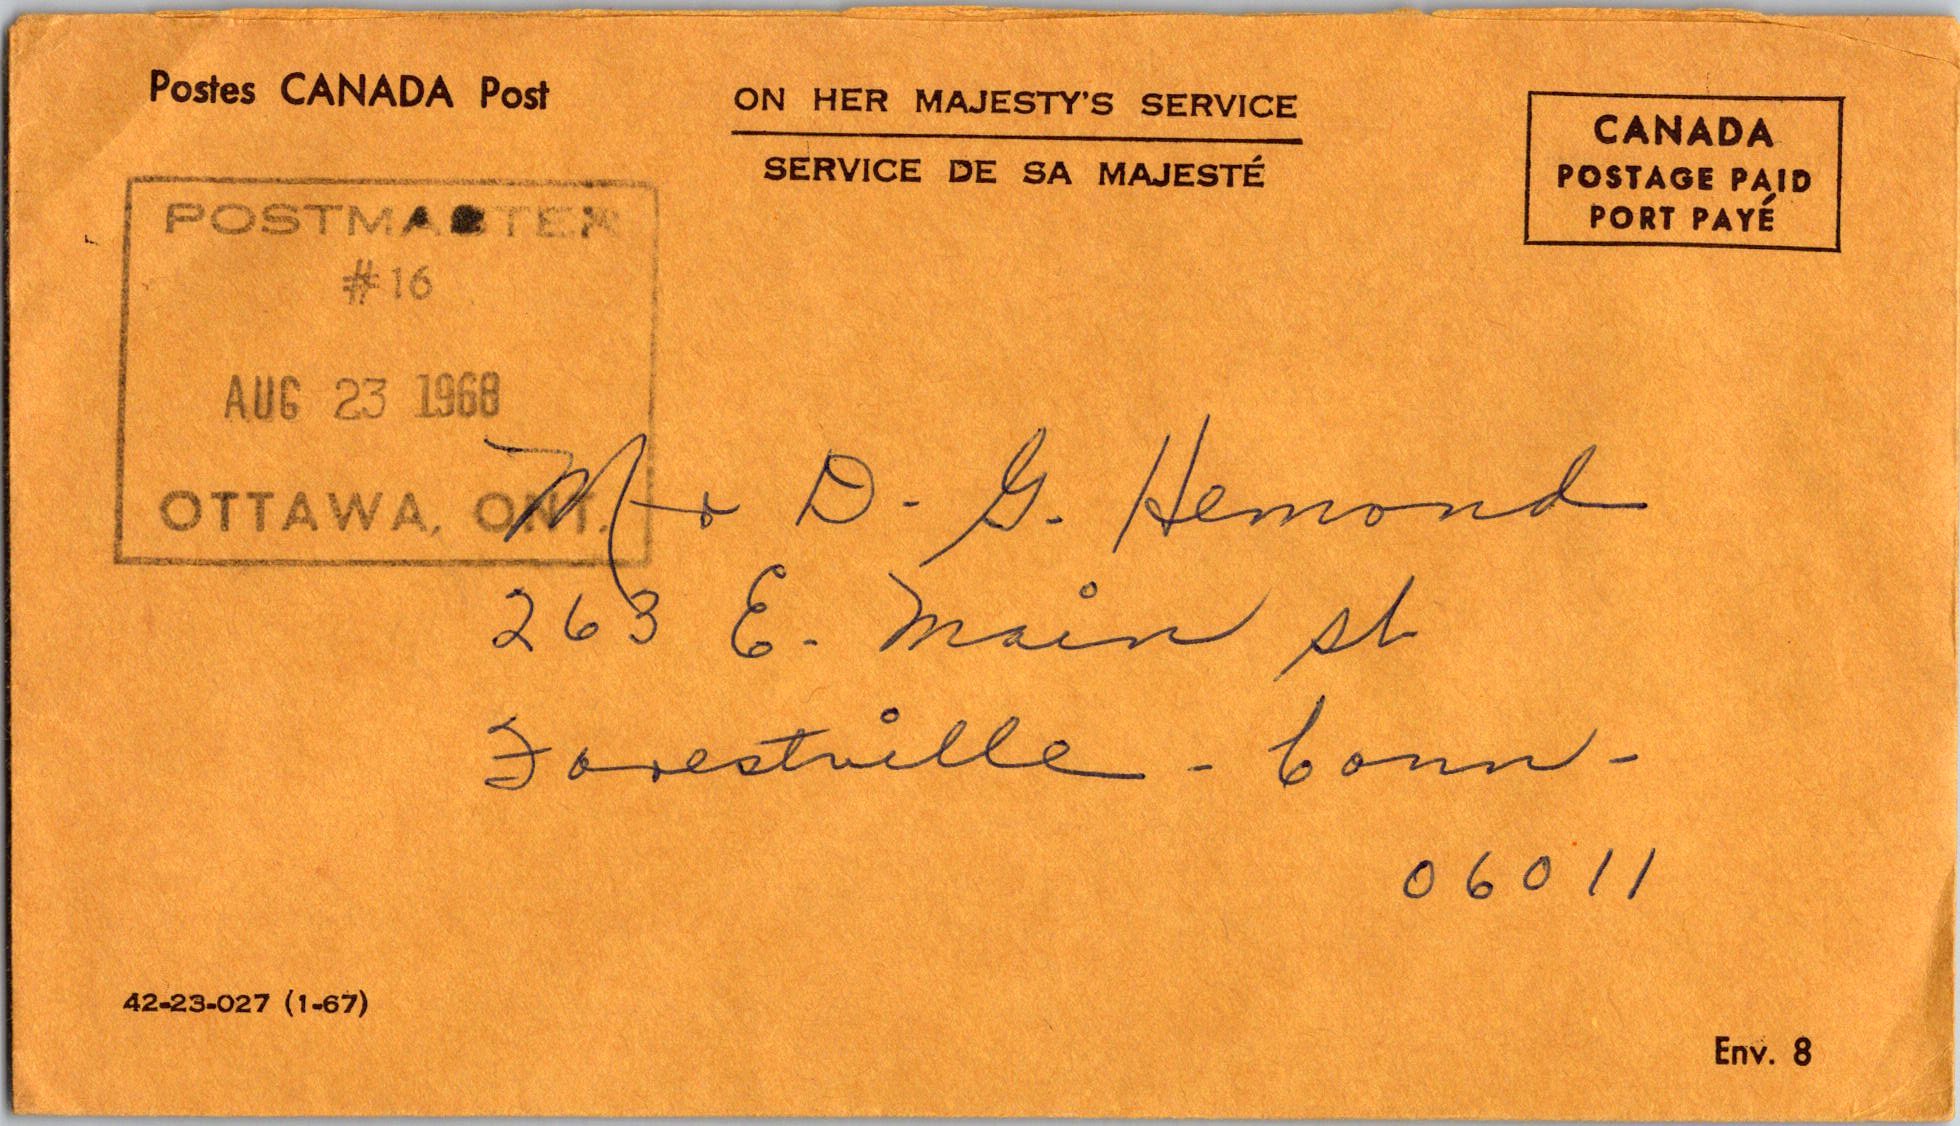 Postes CANADA Post
ON HER MAJESTY'S SERVICE
SERVICE DE SA MAJESTÉ
CANADA
POSTAGE PAID
PORT PAYÉ
POSTMASTER
#16
AUG 23 1968
OTTAWA, ONT.
Mr D. G. Hemond
263 E. Main st
Forestville - Conn -
06011
42-23-027 (1-67)
Env. 8